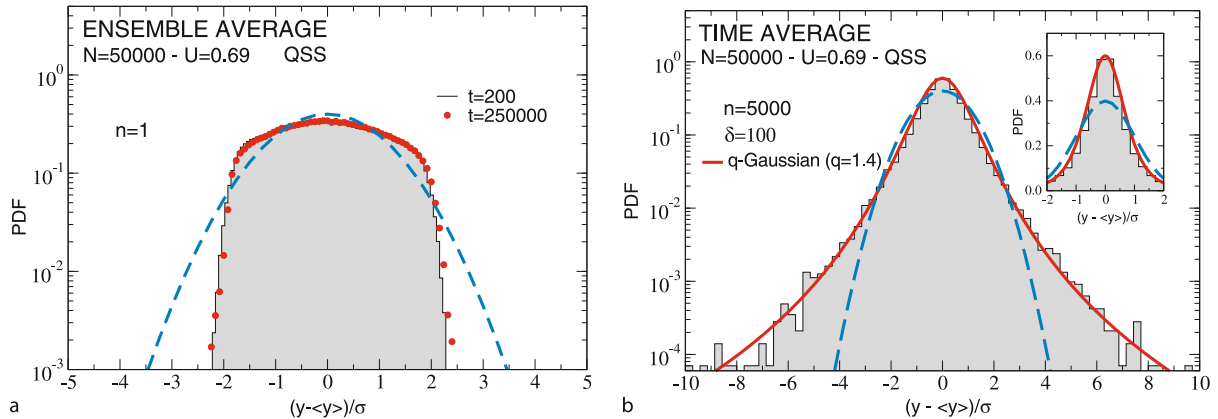 ENSEMBLE AVERAGE
N=50000 - U=0.69 QSS
n=1
t=200
t=250000
10⁰
10⁻¹
10⁻²
10⁻³
PDF
-5 -4 -3 -2 -1 0 1 2 3 4 5
(y-<y>)/σ
a
TIME AVERAGE
N=50000 - U=0.69 - QSS
n=5000
δ=100
q-Gaussian (q=1.4)
10⁰
10⁻¹
10⁻²
10⁻³
10⁻⁴
PDF
-10 -8 -6 -4 -2 0 2 4 6 8 10
(y - <y>)/σ
b
0.6
0.4
0.2
0.0
PDF
-2 -1 0 1 2
(y - <y>)/σ